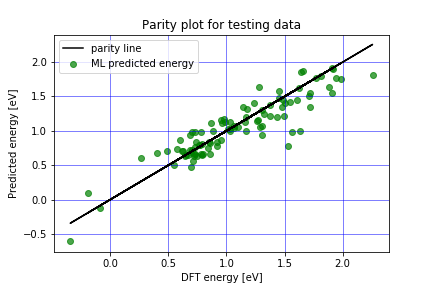 Parity plot for testing data
parity line
ML predicted energy
Predicted energy [eV]
2.0
1.5
1.0
0.5
0.0
−0.5
0.0 0.5 1.0 1.5 2.0
DFT energy [eV]